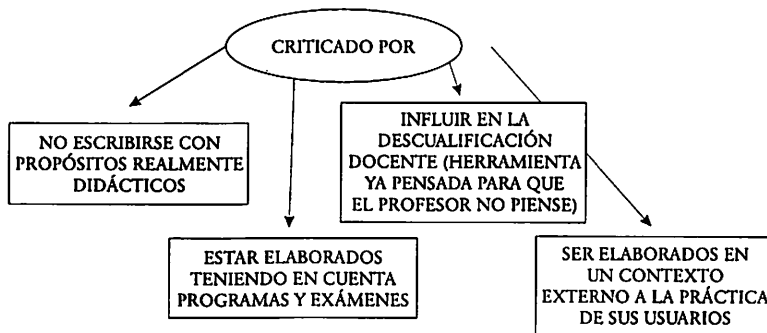 CRITICADO POR
NO ESCRIBIRSE CON
PROPÓSITOS REALMENTE
DIDÁCTICOS
INFLUIR EN LA
DESCUALIFICACIÓN
DOCENTE (HERRAMIENTA
YA PENSADA PARA QUE
EL PROFESOR NO PIENSE)
ESTAR ELABORADOS
TENIENDO EN CUENTA
PROGRAMAS Y EXÁMENES
SER ELABORADOS EN
UN CONTEXTO
EXTERNO A LA PRÁCTICA
DE SUS USUARIOS